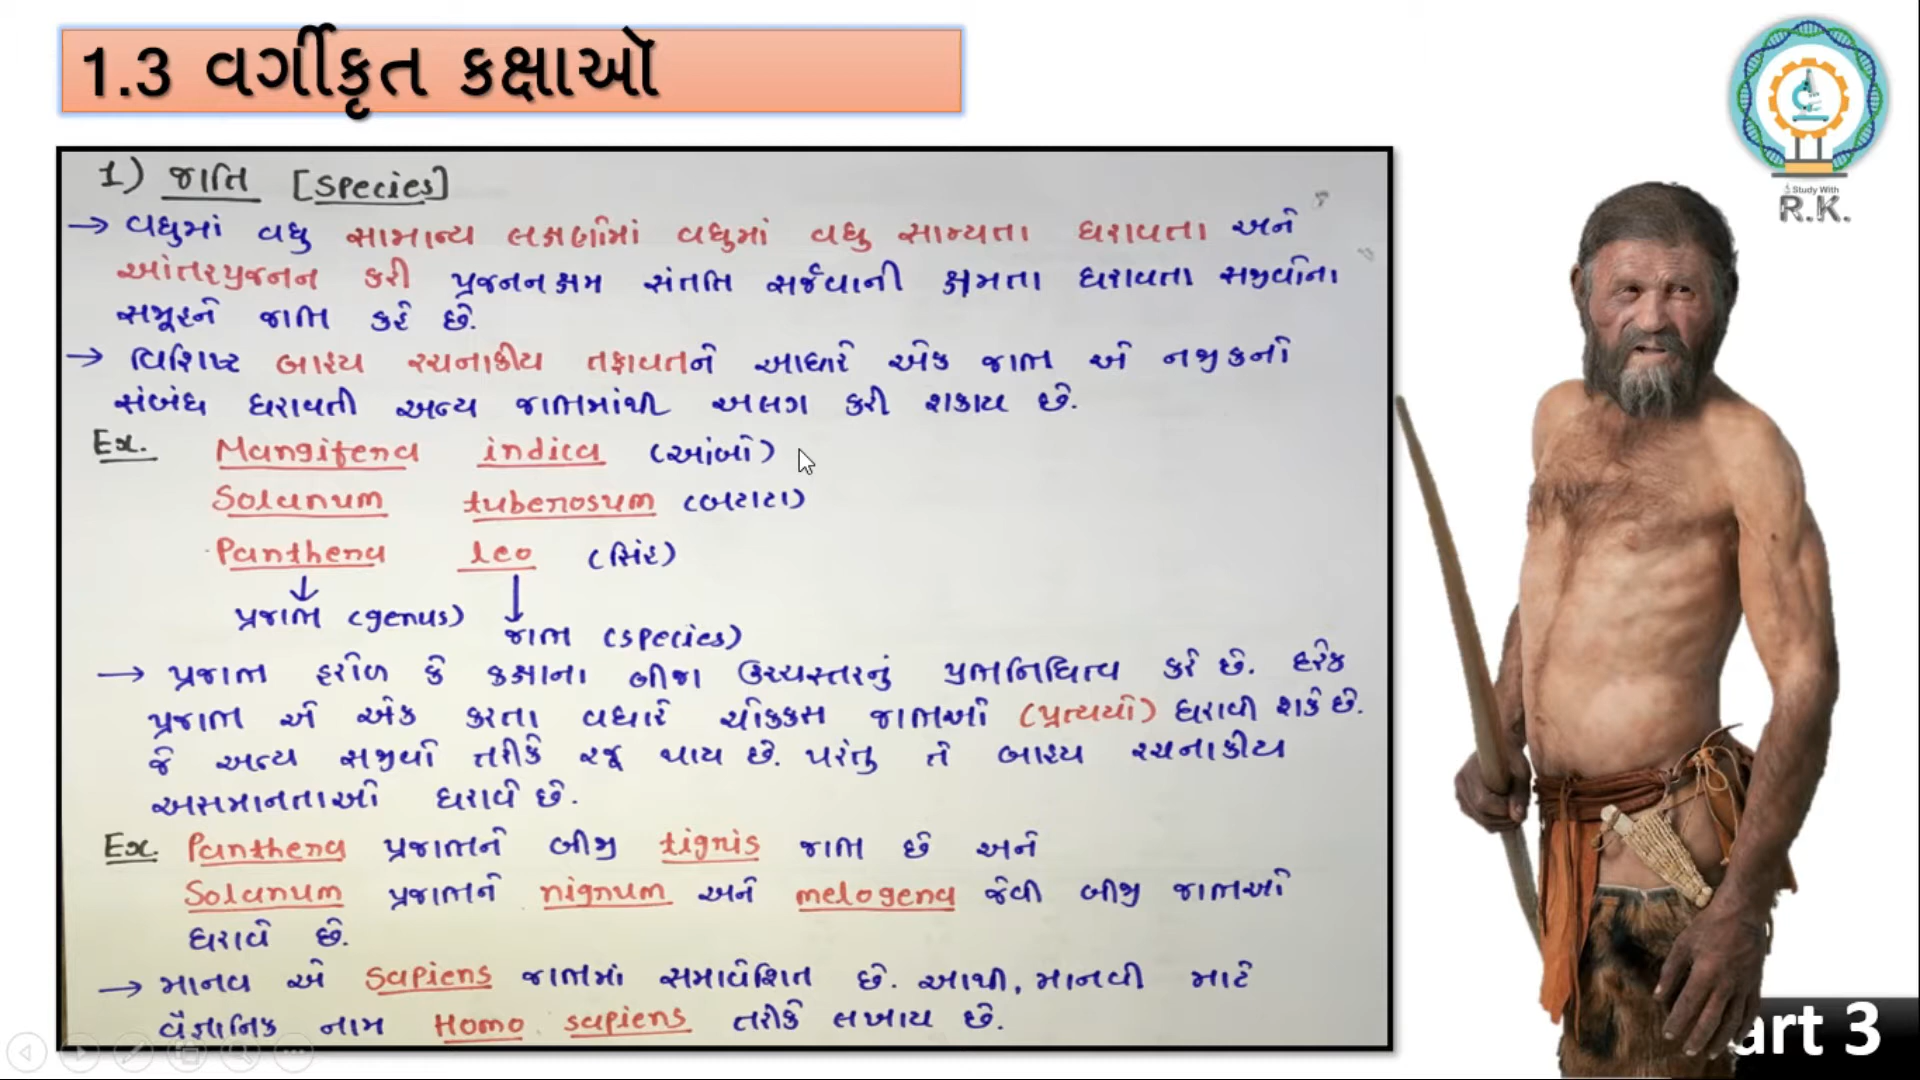 1.3 વર્ગીકૃત કક્ષાઓ
Study With
R.K.
1) જાતિ [species]
→ વધુમાં વધુ સામાન્ય લક્ષણોમાં વધુમાં વધુ સામ્યતા ધરાવતા અને
આંતરપ્રજનન કરી પ્રજનનક્ષમ સંતતિ સર્જવાની ક્ષમતા ધરાવતા સજીવોના
સમૂહને જાતિ કહે છે.
→ વિશિષ્ટ બાહ્ય રચનાકીય તફાવતને આધારે એક જાતિ એ નજીકનો
સંબંધ ધરાવતી અન્ય જાતિમાંથી અલગ કરી શકાય છે.
Ex. Mangifera indica (આંબો)
Solanum tuberosum (બટાટા)
Panthera leo (સિંહ)
પ્રજાતિ (genus)
જાતિ (species)
→ પ્રજાતિ હરોળ કે કક્ષાના બીજા ઉચ્ચસ્તરનું પ્રતિનિધિત્વ કરે છે. દરેક
પ્રજાતિ એ એક કરતા વધારે ચોકકસ જાતિઓ (પ્રત્યયો) ધરાવી શકે છે.
જે અન્ય સજીવો તરીકે રજૂ થાય છે. પરંતુ તે બાહ્ય રચનાકીય
અસમાનતાઓ ધરાવે છે.
Ex. Panthera પ્રજાતિને બીજી tigris જાતિ છે અને
Solanum પ્રજાતિને nigrum અને melogena જેવી બીજી જાતિઓ
ધરાવે છે.
→ માનવ એ sapiens જાતિમાં સમાવેશિત છે. આથી, માનવી માટે
વૈજ્ઞાનિક નામ Homo sapiens તરીકે લખાય છે.
art 3